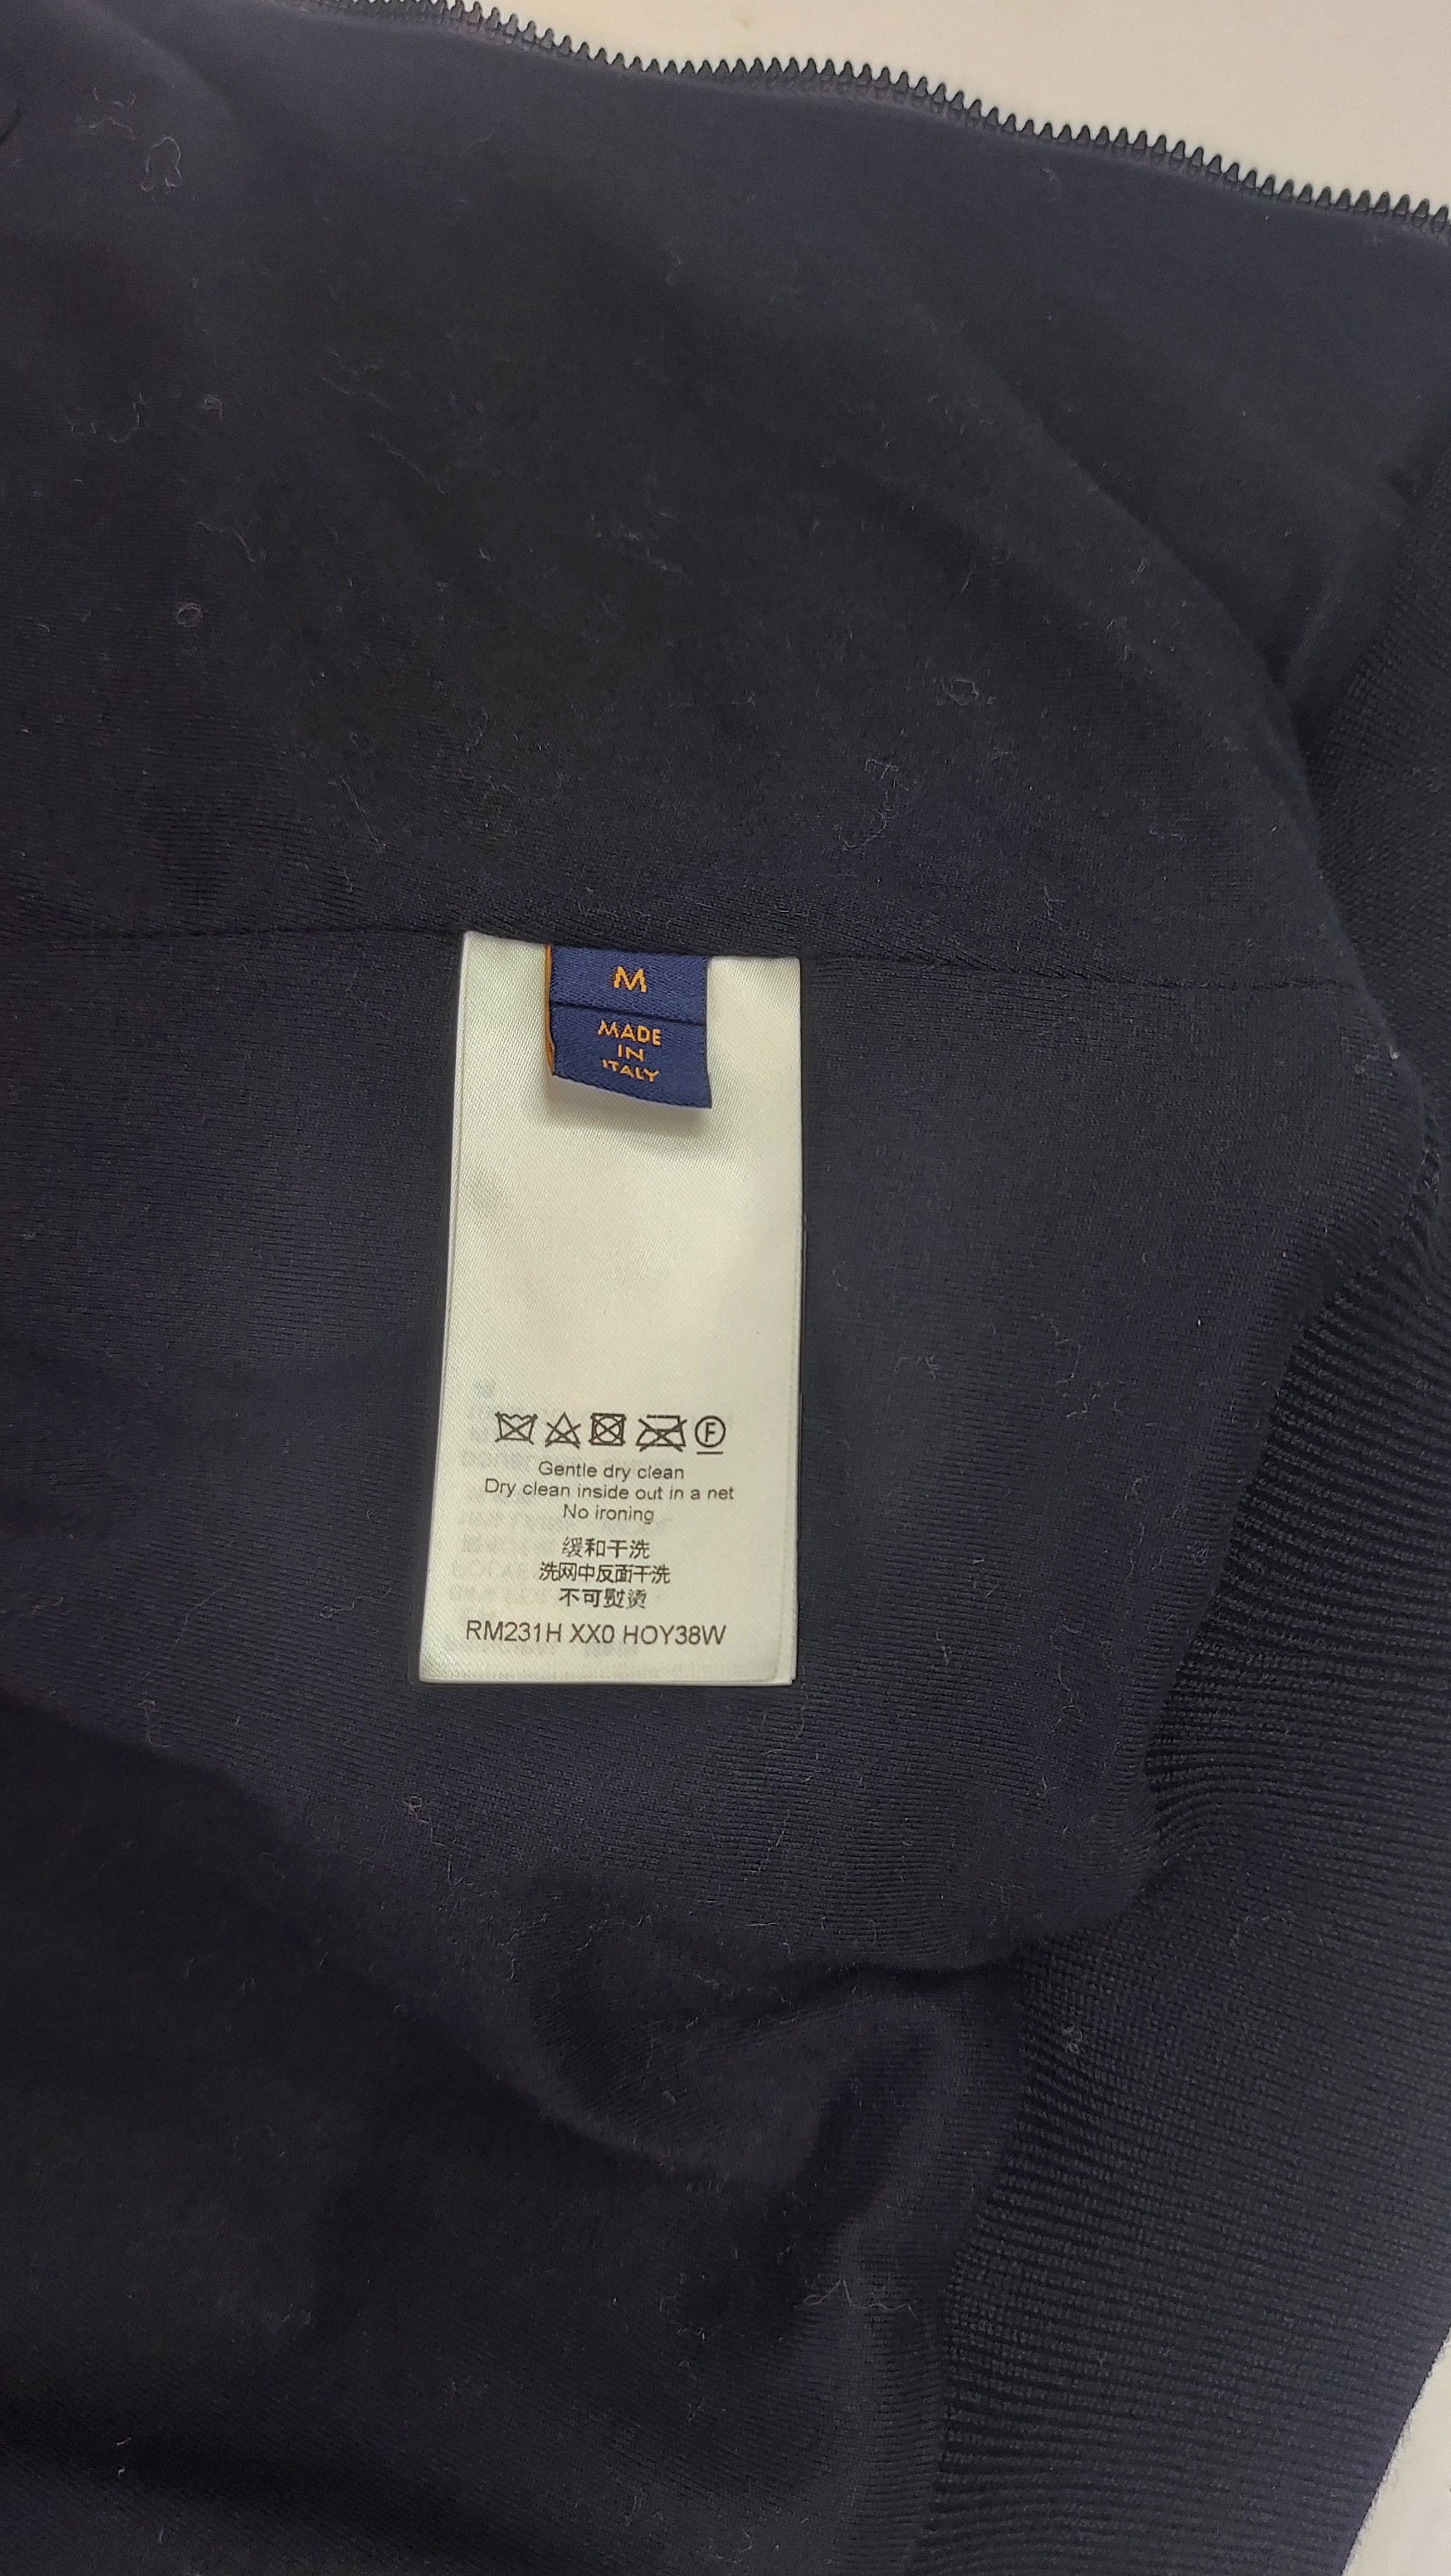 M
MADE
IN
ITALY
F
Gentle dry clean
Dry clean inside out in a net
No ironing
缓和干洗
洗网中反面干洗
不可熨烫
RM231H XX0 HOY38W